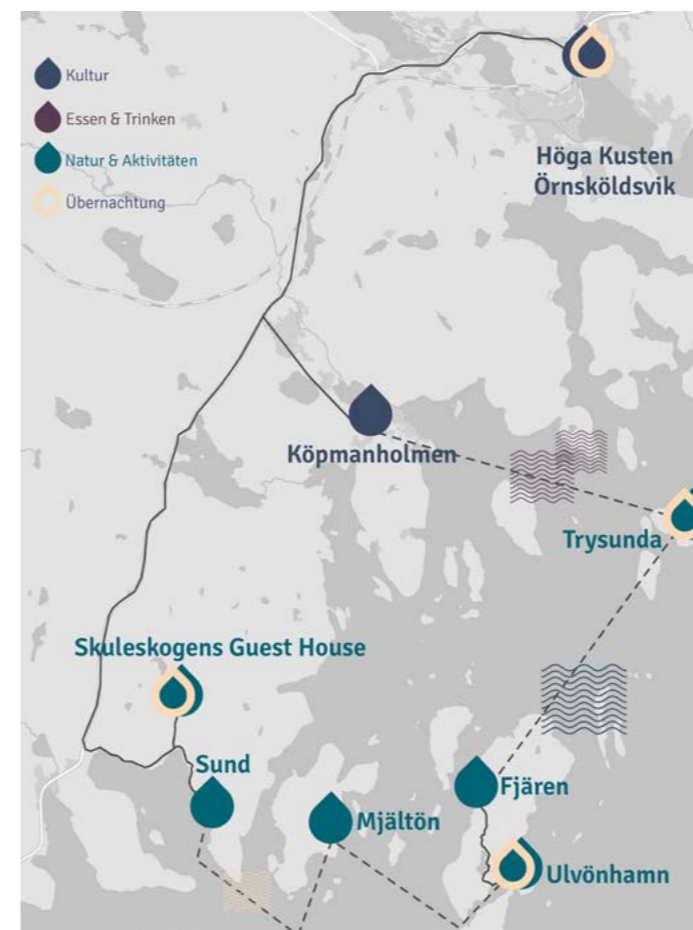 Kultur
Essen & Trinken
Natur & Aktivitäten
Übernachtung
Höga Kusten
Örnsköldsvik
Köpmanholmen
Trysunda
Skuleskogens Guest House
Sund
Mjältön
Fjären
Ulvönhamn